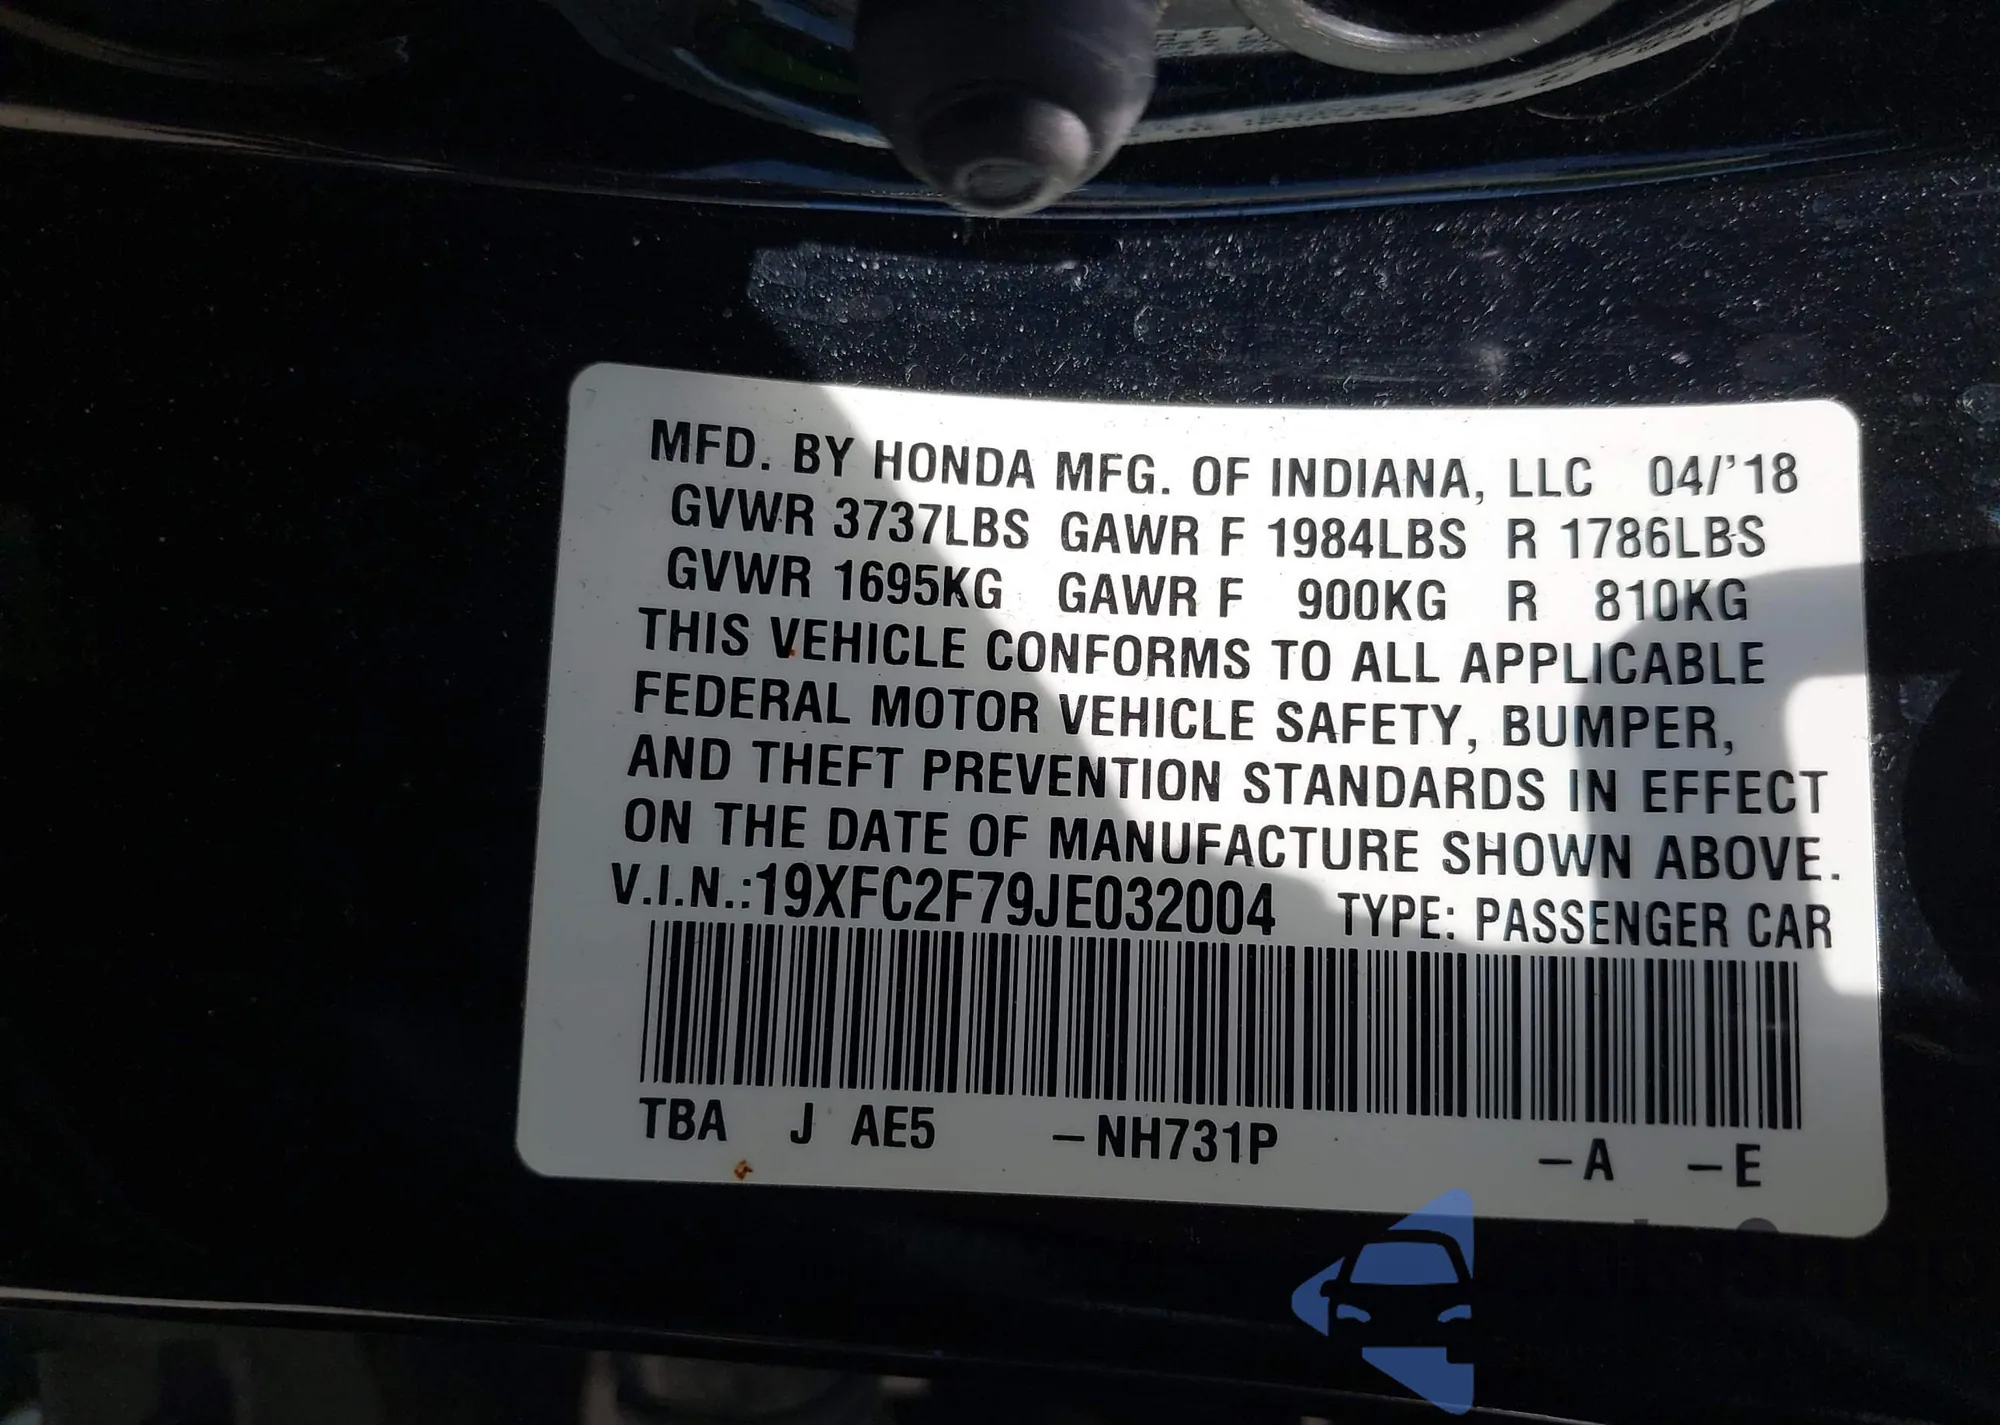 MFD. BY HONDA MFG. OF INDIANA, LLC 04/'18
GVWR 3737LBS GAWR F 1984LBS R 1786LBS
GVWR 1695KG GAWR F 900KG R 810KG
THIS VEHICLE CONFORMS TO ALL APPLICABLE
FEDERAL MOTOR VEHICLE SAFETY, BUMPER,
AND THEFT PREVENTION STANDARDS IN EFFECT
ON THE DATE OF MANUFACTURE SHOWN ABOVE.
V.I.N.:19XFC2F79JE032004 TYPE: PASSENGER CAR
TBA J AE5 –NH731P –A –E